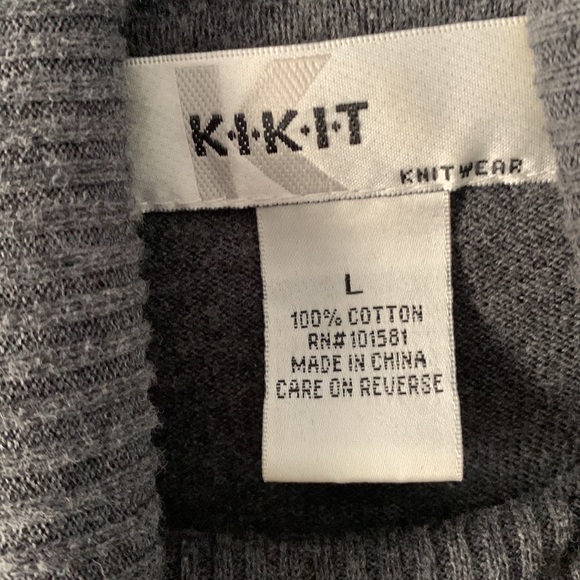 K·I·K·I·T
KNITWEAR
L
100% COTTON
RN#101581
MADE IN CHINA
CARE ON REVERSE